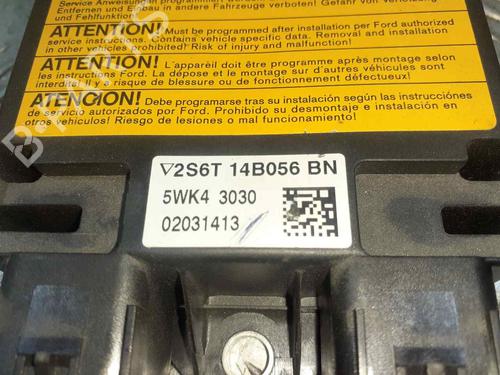 Service Anweisung programmiert
Entfernen und Einbau in andere Fahrzeuge verboten! Gefahr von Verletzung
und Fehlfunktion!
ATTENTION! Must be programmed after installation per Ford authorized
service procedure. Contains vehicle specific data. Removal and installation
in other vehicles prohibited! Risk of injury and malfunction!
ATTENTION! L'appareil doit être programme après montage selon
les instructions Ford. La dépose et le montage sur d'autres véhicules sont
interdits! Il y'a risque de blessure ou de fonctionnement défectueux!
ATENCION! Debe programarse tras su instalación según las instrucciónes
de servicio autorizados por Ford. Prohibido su desmontaje e instalación en
otros vehiculos! Riesgo de lesiones o mal funcionamiento!
2S6T 14B056 BN
5WK4 3030
02031413